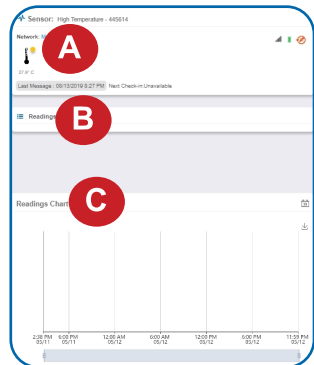 Sensor: High Temperature - 445614
Network:
A
27.9° C
Last Message : 09/13/2019 6:27 PM Next Check-in:Unavailable
Readings
B
Readings Chart
C
2:38 PM 6:00 PM 12:00 AM 6:00 AM 12:00 PM 6:00 PM 11:59 PM
05/11 05/11 05/12 05/12 05/12 05/12 05/12